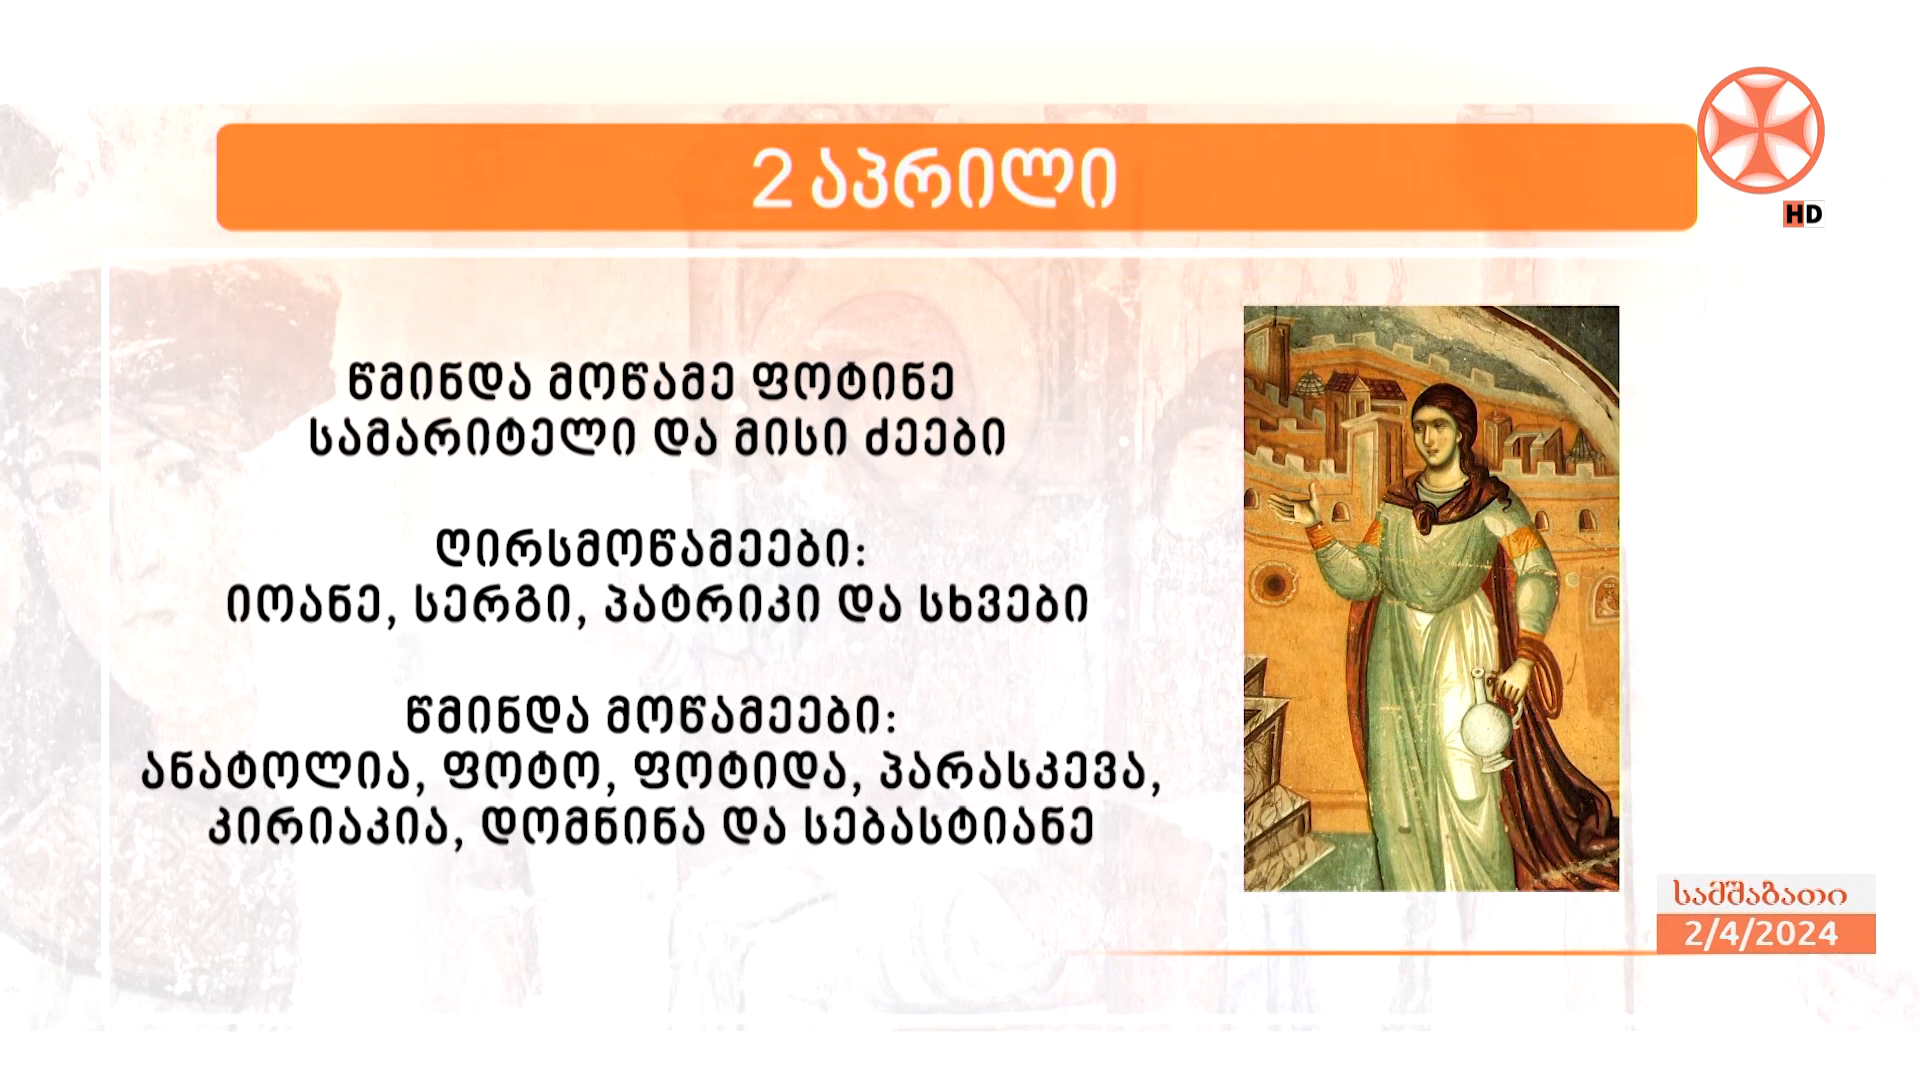 2 აპრილი
HD
წმინდა მოწამე ფოტინე
სამარიტელი და მისი ძეები
ღირსმოწამეები:
იოანე, სერგი, პატრიკი და სხვები
წმინდა მოწამეები:
ანატოლია, ფოტო, ფოტიდა, პარასკევა,
კირიაკია, დომნინა და სებასტიანე
სამშაბათი
2/4/2024